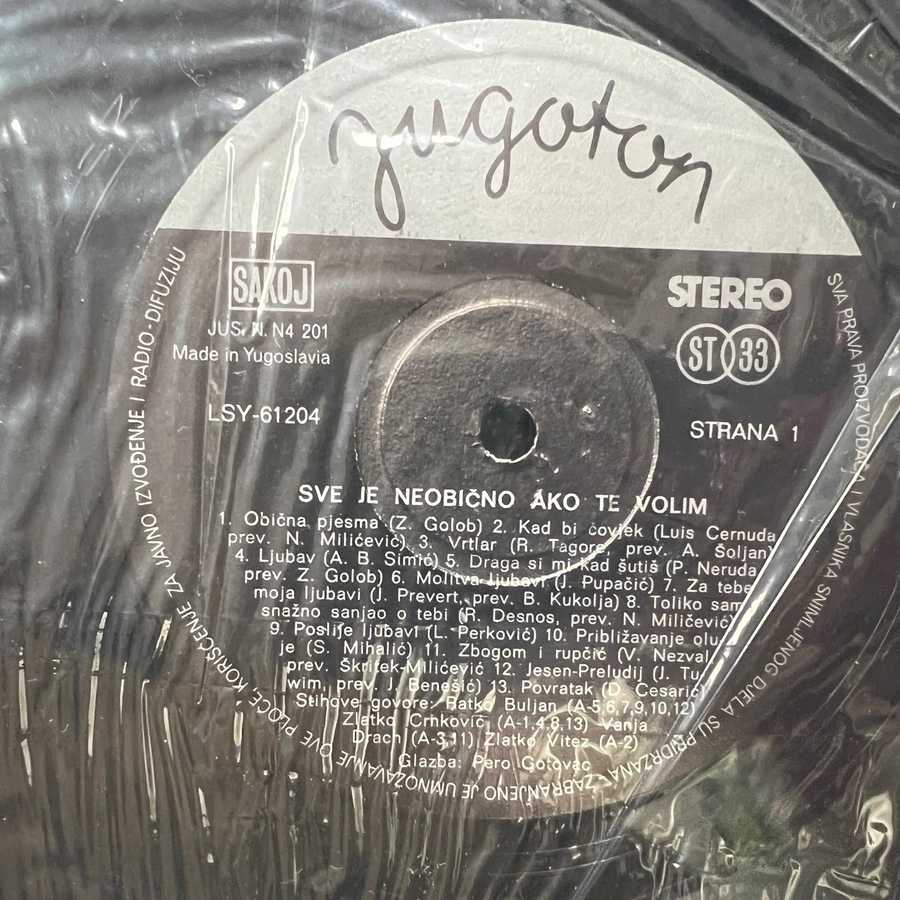 jugoton
SAKOJ
JUS. N. N4 201
Made in Yugoslavia
LSY-61204
STEREO
ST 33
STRANA 1
SVE JE NEOBIČNO AKO TE VOLIM
1. Obična pjesma (Z. Golob) 2. Kad bi čovjek (Luis Cernuda
prev. N. Milićević) 3. Vrtlar (R. Tagore, prev. A. Šoljan)
4. Ljubav (A. B. Šimić) 5. Draga si mi kad šutiš (P. Neruda
prev. Z. Golob) 6. Molitva ljubavi (J. Pupačić) 7. Za tebe
moja ljubavi (J. Prevert, prev. B. Kukolja) 8. Toliko sam
snažno sanjao o tebi (R. Desnos, prev. N. Miličević)
9. Poslije ljubavi (L. Perković) 10. Približavanje olu-
je (S. Mihalić) 11. Zbogom i rupčić (V. Nezval
prev. Škritek-Milićević 12. Jesen-Preludij (J. Tu-
wim, prev. J. Benešić) 13. Povratak (D. Cesarić)
Stihove govore: Ratko Buljan (A-5,6,7,9,10,12)
Zlatko Crnković (A-1,4,8,13) Vanja
Drach (A-3,11) Zlatko Vitez (A-2)
Glazba: Pero Gotovac
SVA PRAVA PROIZVOĐAČA I VLASNIKA SNIMLJENOG DJELA SU PRIDRŽANA. ZABRANJENO JE UMNOŽAVANJE OVE PLOČE, KORIŠĆENJE ZA JAVNO IZVOĐENJE I RADIO-DIFUZIJU